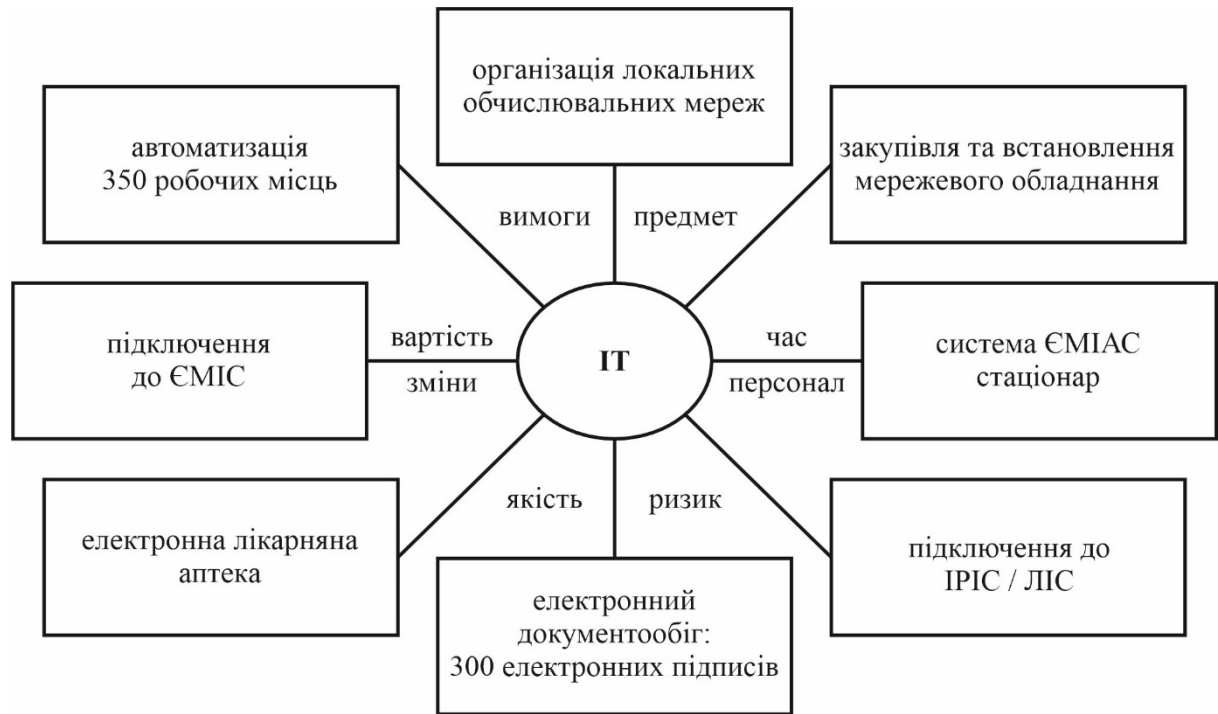 організація локальних
обчислювальних мереж
автоматизація
350 робочих місць
закупівля та встановлення
мережевого обладнання
вимоги
предмет
підключення
до ЄМІС
вартість
зміни
ІТ
час
персонал
система ЄМІАС
стаціонар
електронна лікарняна
аптека
якість
ризик
підключення до
ІРІС / ЛІС
електронний
документообіг:
300 електронних підписів